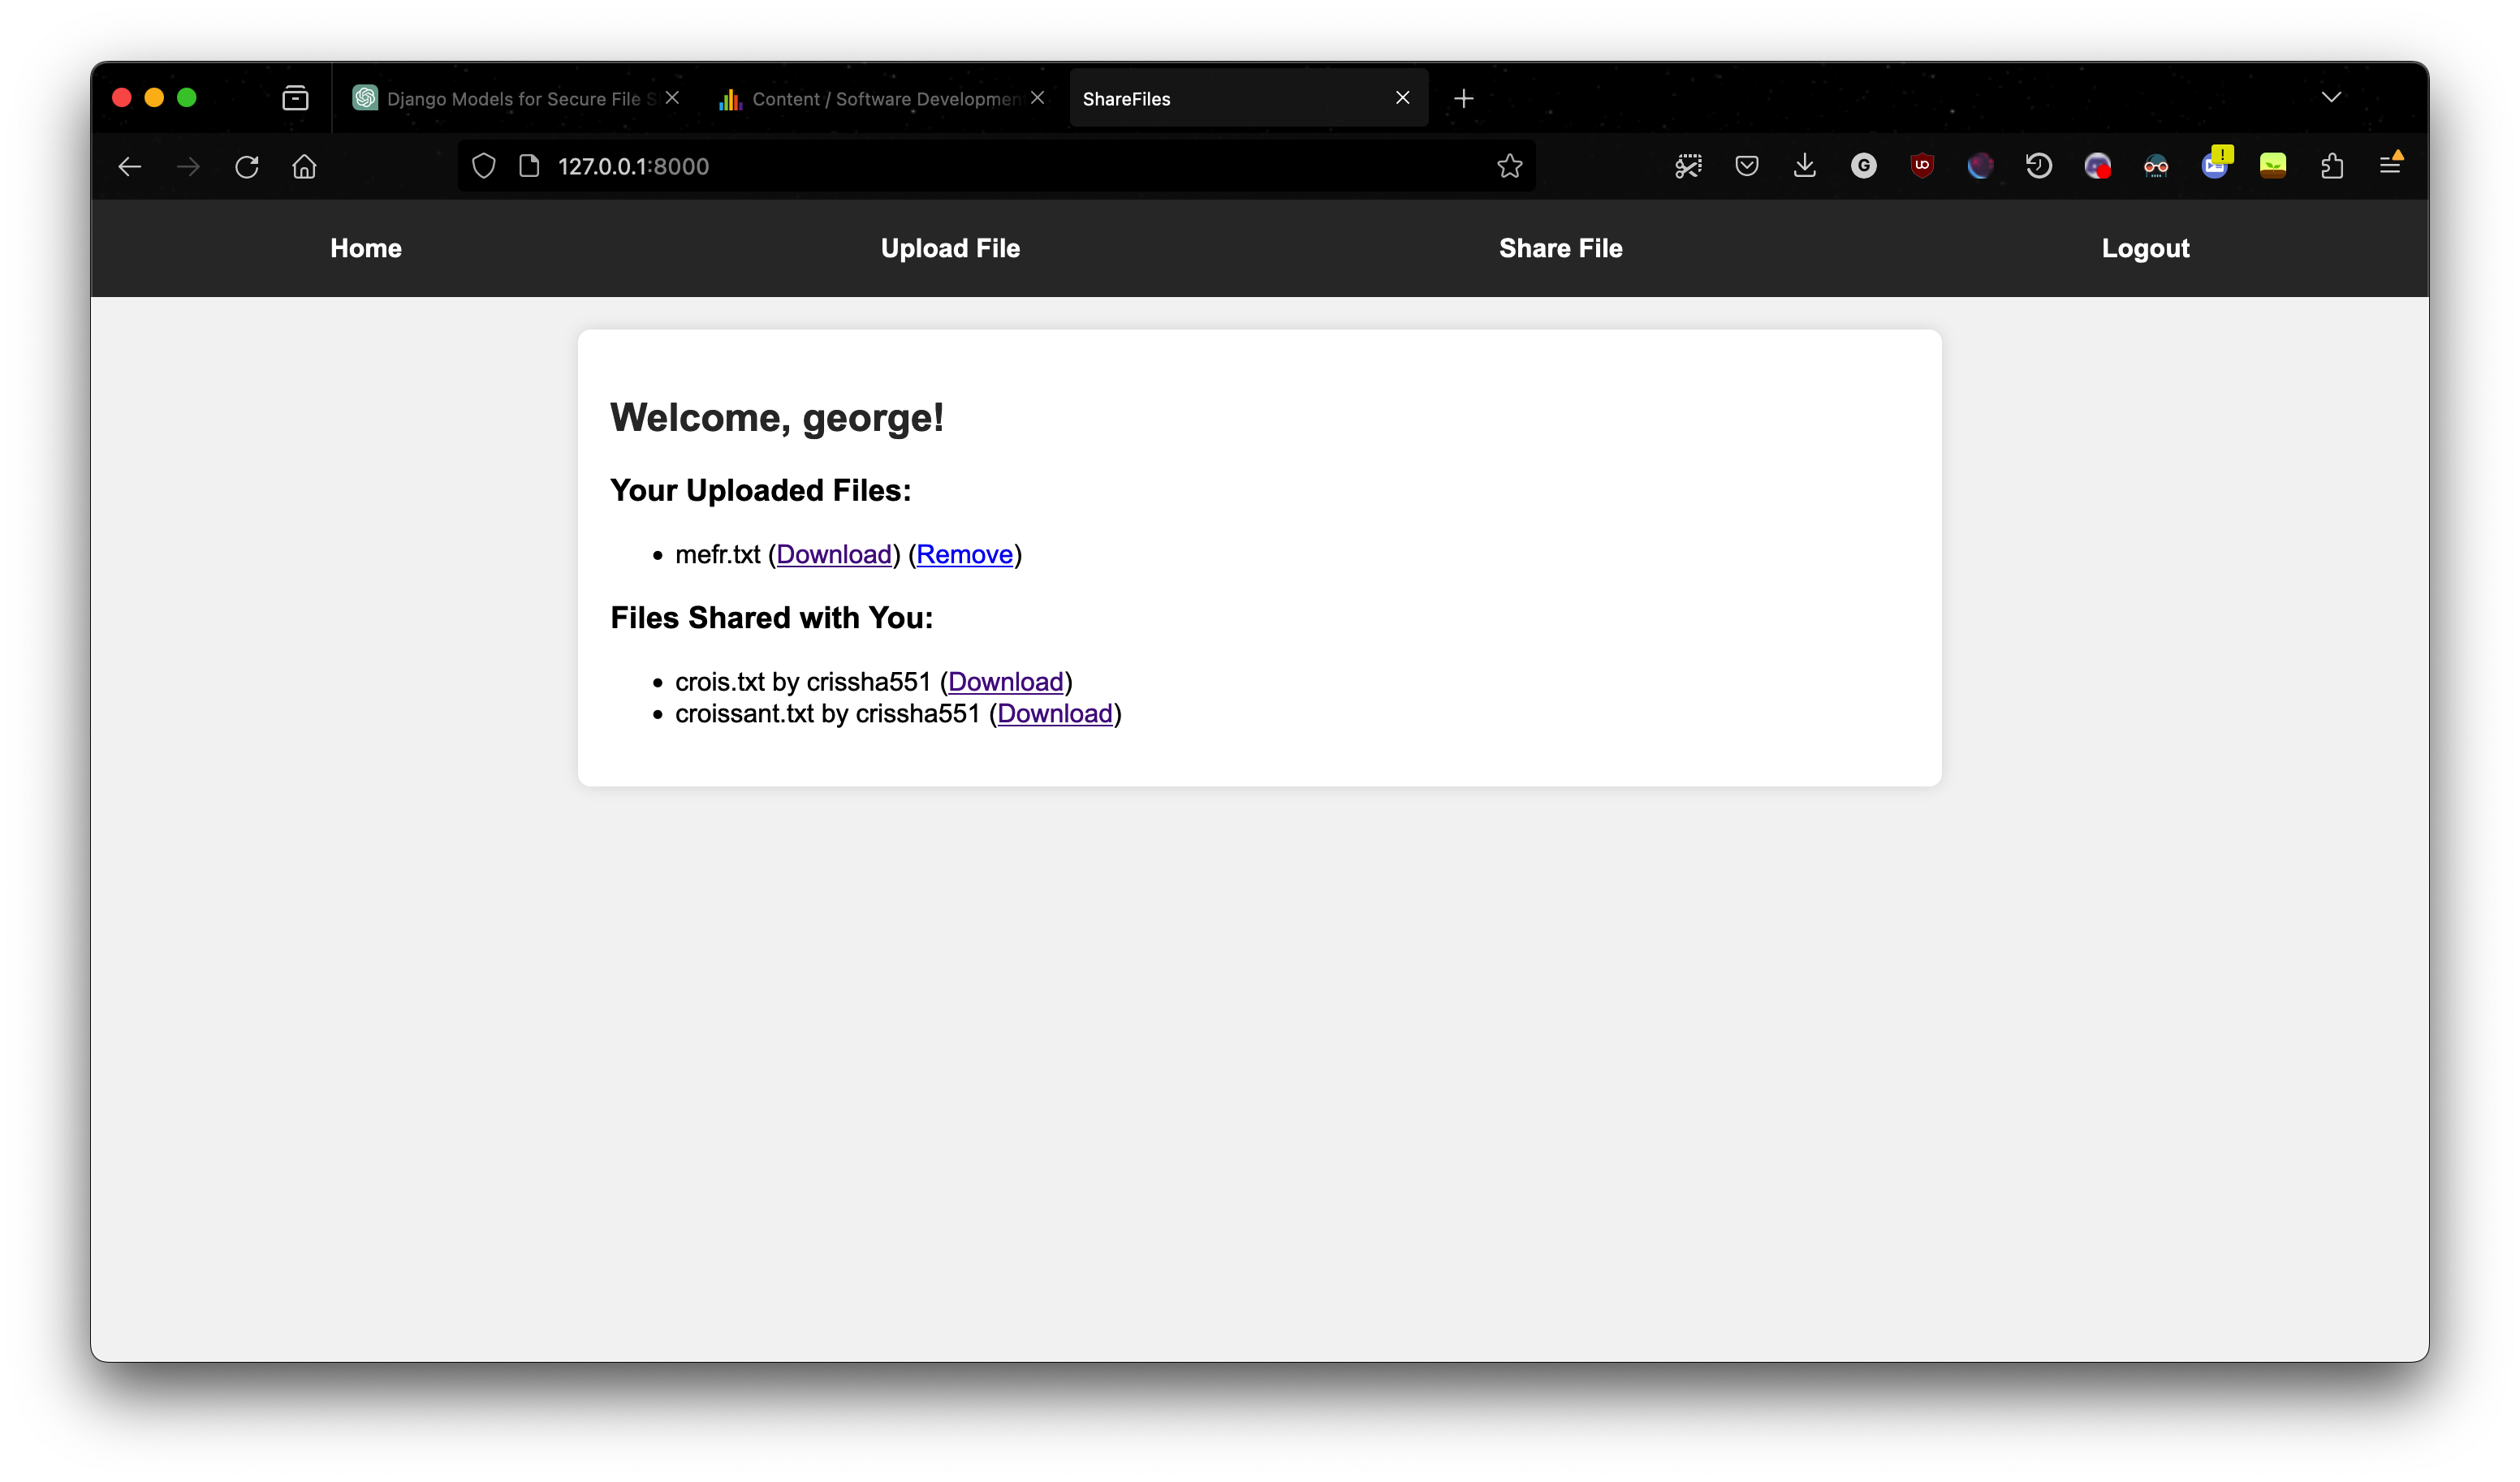 Django Models for Secure File S
Content / Software Developmen
ShareFiles
127.0.0.1:8000
Home Upload File Share File Logout
Welcome, george!
Your Uploaded Files:
mefr.txt (Download) (Remove)
Files Shared with You:
crois.txt by crissha551 (Download)
croissant.txt by crissha551 (Download)